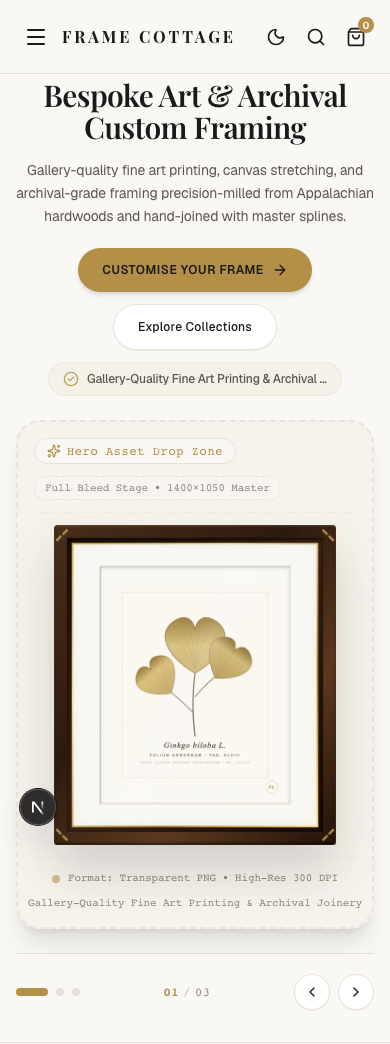 FRAME COTTAGE
0
Bespoke Art & Archival
Custom Framing
Gallery-quality fine art printing, canvas stretching, and
archival-grade framing precision-milled from Appalachian
hardwoods and hand-joined with master splines.
CUSTOMISE YOUR FRAME
Explore Collections
Gallery-Quality Fine Art Printing & Archival ...
Hero Asset Drop Zone
Full Bleed Stage • 1400×1050 Master
Ginkgo biloba L.
N
Format: Transparent PNG • High-Res 300 DPI
Gallery-Quality Fine Art Printing & Archival Joinery
01 / 03